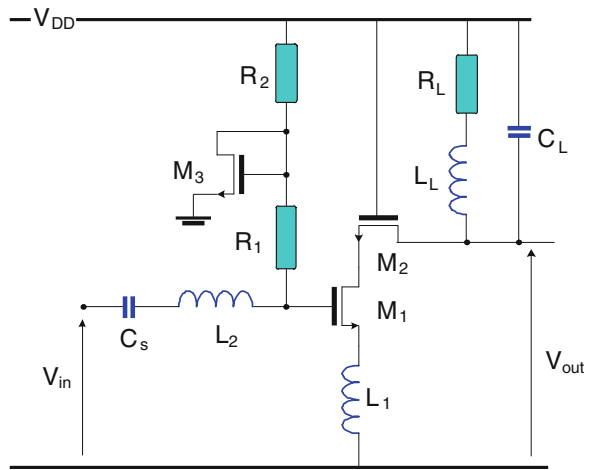 V_DD
R_2
R_L
C_L
M_3
L_L
R_1
M_2
M_1
C_s
L_2
V_in
V_out
L_1